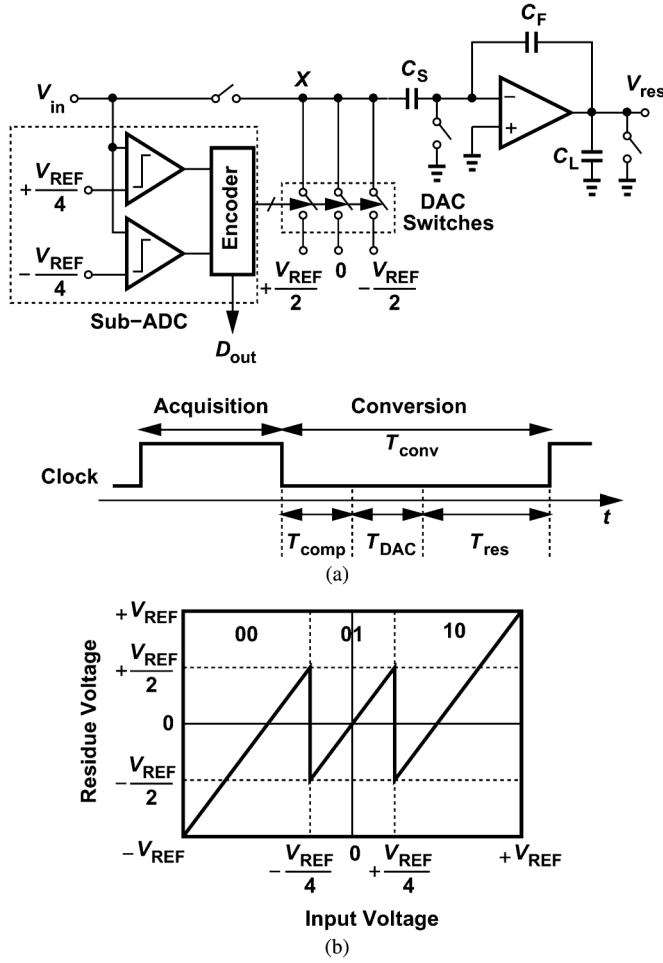 C_F
V_in
X
C_S
V_res
−
+
+V_REF/4
−V_REF/4
Encoder
C_L
DAC
Switches
+V_REF/2 0 −V_REF/2
Sub−ADC
D_out
Acquisition Conversion
T_conv
Clock
t
T_comp T_DAC T_res
(a)
+V_REF
00 01 10
+V_REF/2
0
−V_REF/2
Residue Voltage
−V_REF −V_REF/4 0 +V_REF/4 +V_REF
Input Voltage
(b)